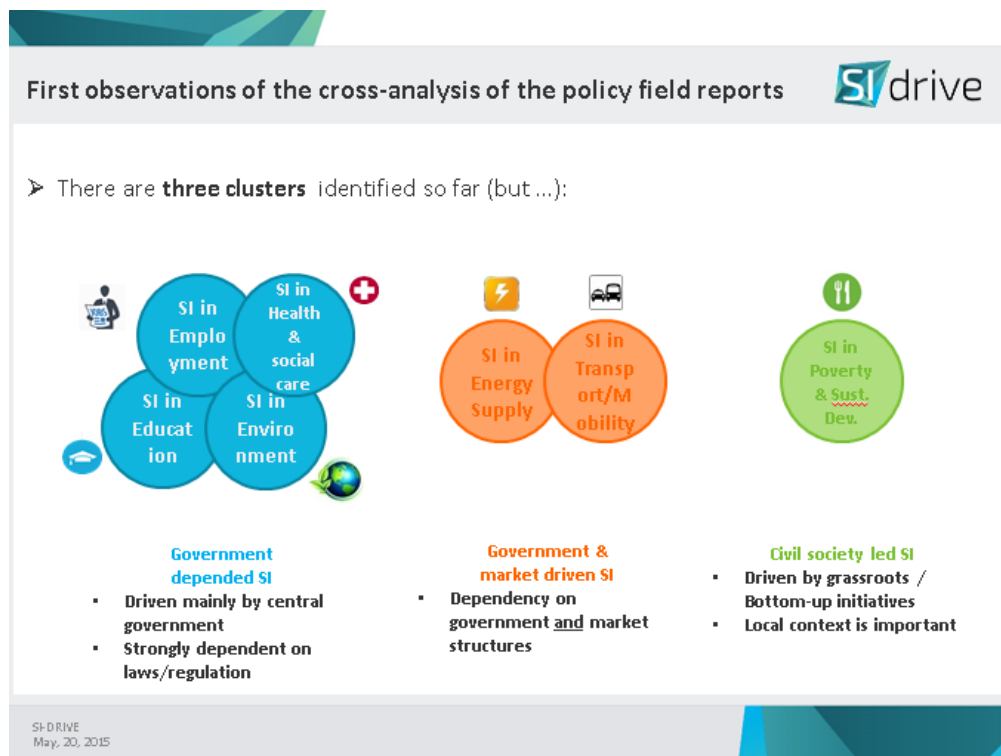 First observations of the cross-analysis of the policy field reports
SI drive
➢ There are three clusters identified so far (but ...):
JOBS
SI in
Emplo
yment
SI in
Health
&
social
care
SI in
Educat
ion
SI in
Enviro
nment
SI in
Energy
Supply
SI in
Transp
ort/M
obility
SI in
Poverty
& Sust.
Dev.
Government
depended SI
▪ Driven mainly by central
government
▪ Strongly dependent on
laws/regulation
Government &
market driven SI
▪ Dependency on
government and market
structures
Civil society led SI
▪ Driven by grassroots /
Bottom-up initiatives
▪ Local context is important
SI-DRIVE
May, 20, 2015